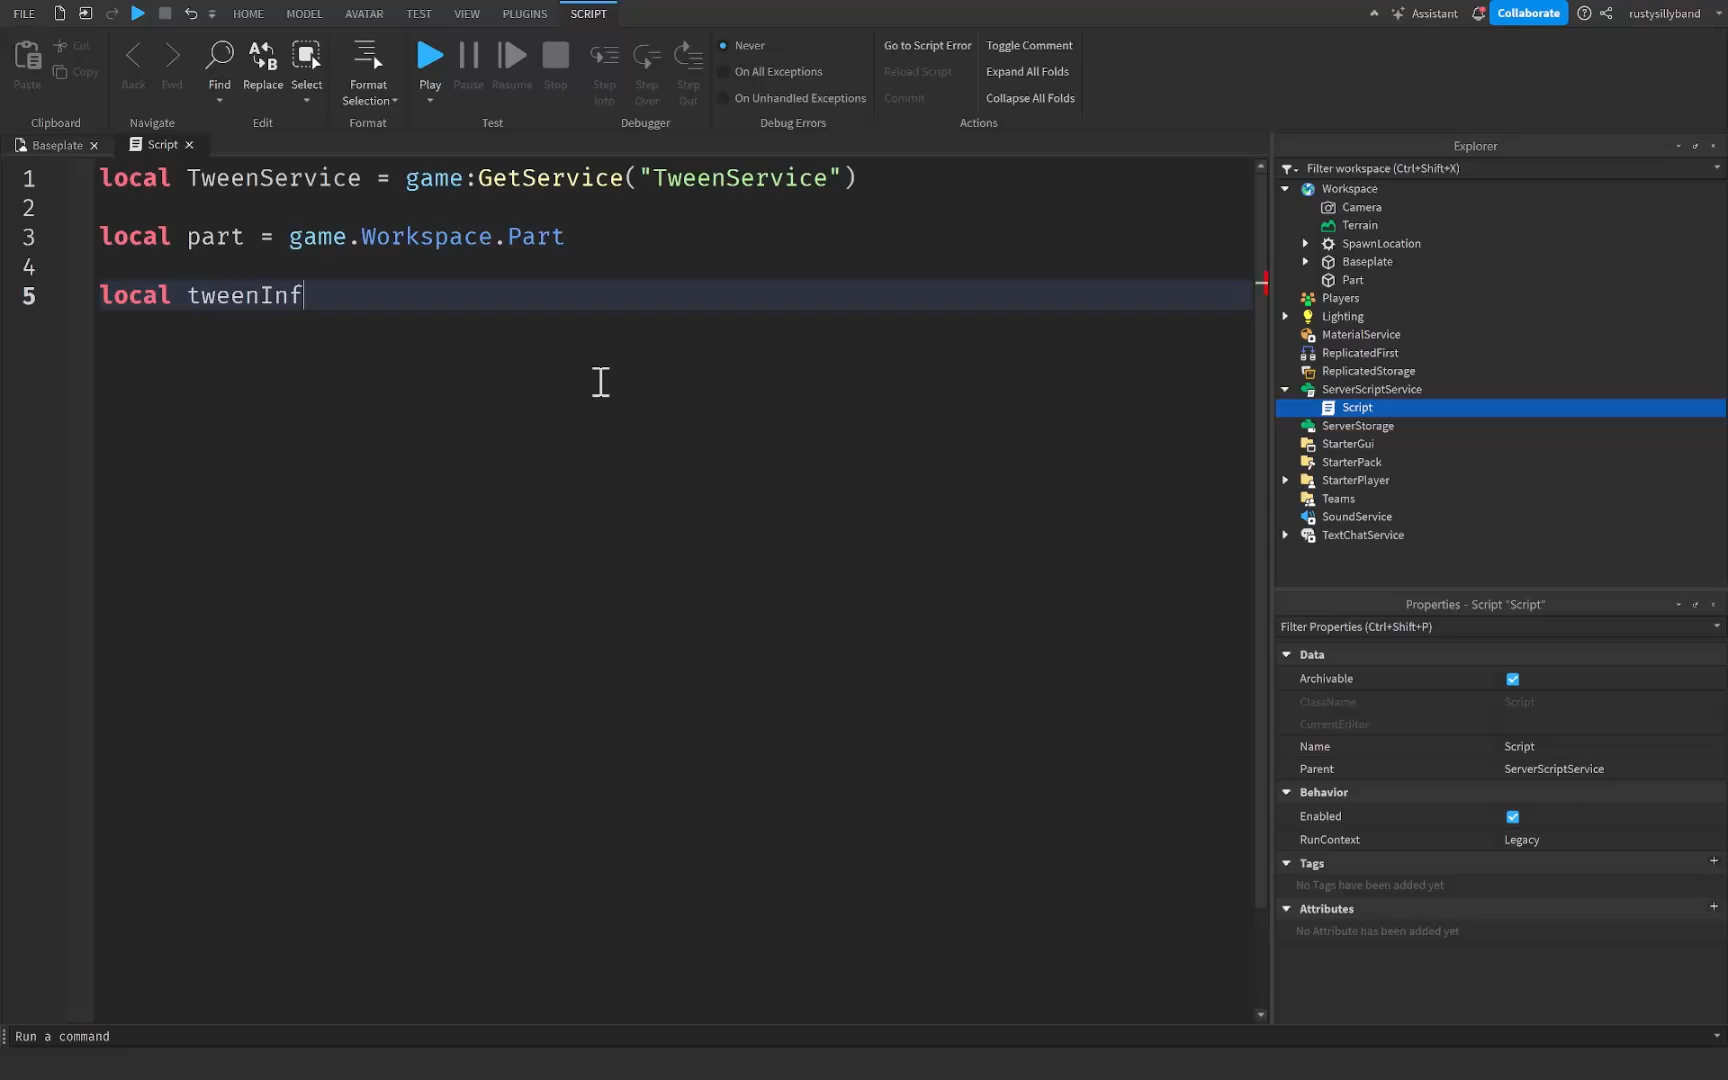 FILE HOME MODEL AVATAR TEST VIEW PLUGINS SCRIPT Assistant Collaborate rustysillyband
Paste Cut Copy Back Fwd Find Replace Select Format Selection Play Pause Resume Stop Step Into Step Over Step Out
Never
On All Exceptions
On Unhandled Exceptions
Go to Script Error Toggle Comment
Reload Script Expand All Folds
Commit Collapse All Folds
Clipboard Navigate Edit Format Test Debugger Debug Errors Actions
Baseplate Script
1 local TweenService = game:GetService("TweenService")
2
3 local part = game.Workspace.Part
4
5 local tweenInf
Explorer
Filter workspace (Ctrl+Shift+X)
Workspace
Camera
Terrain
SpawnLocation
Baseplate
Part
Players
Lighting
MaterialService
ReplicatedFirst
ReplicatedStorage
ServerScriptService
Script
ServerStorage
StarterGui
StarterPack
StarterPlayer
Teams
SoundService
TextChatService
Properties - Script "Script"
Filter Properties (Ctrl+Shift+P)
Data
Archivable
ClassName Script
CurrentEditor
Name Script
Parent ServerScriptService
Behavior
Enabled
RunContext Legacy
Tags
No Tags have been added yet
Attributes
No Attribute has been added yet
Run a command